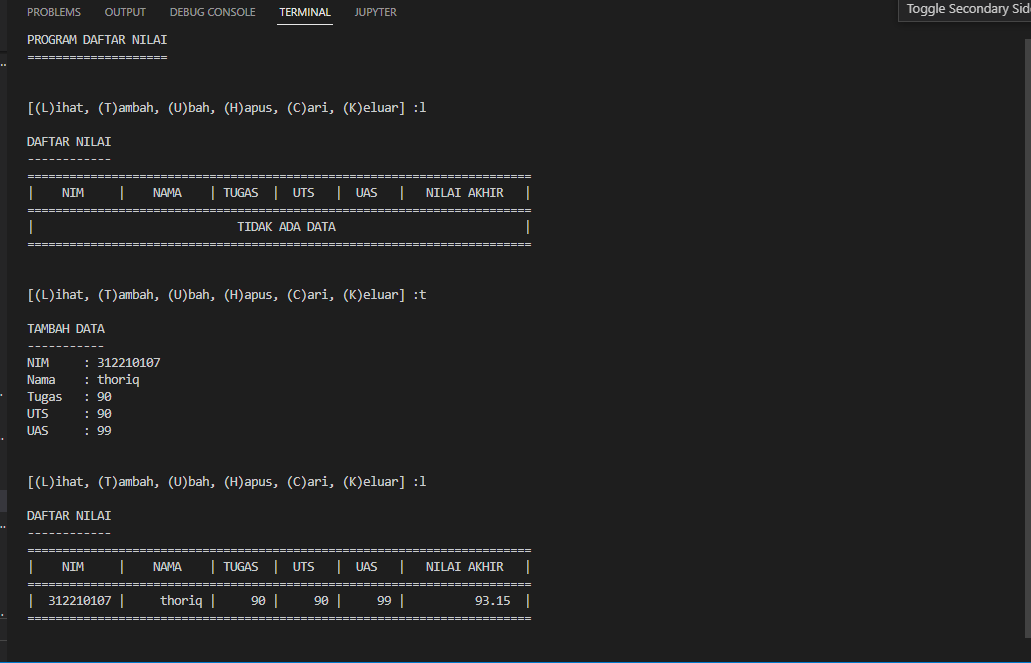 PROBLEMS OUTPUT DEBUG CONSOLE TERMINAL JUPYTER Toggle Secondary Sid
PROGRAM DAFTAR NILAI
====================
[(L)ihat, (T)ambah, (U)bah, (H)apus, (C)ari, (K)eluar] :l
DAFTAR NILAI
------------
========================================================================
|    NIM     |    NAMA    | TUGAS  |  UTS   |  UAS   |   NILAI AKHIR   |
========================================================================
|                             TIDAK ADA DATA                           |
========================================================================
[(L)ihat, (T)ambah, (U)bah, (H)apus, (C)ari, (K)eluar] :t
TAMBAH DATA
-----------
NIM     : 312210107
Nama    : thoriq
Tugas   : 90
UTS     : 90
UAS     : 99
[(L)ihat, (T)ambah, (U)bah, (H)apus, (C)ari, (K)eluar] :l
DAFTAR NILAI
------------
========================================================================
|    NIM     |    NAMA    | TUGAS  |  UTS   |  UAS   |   NILAI AKHIR   |
========================================================================
|  312210107 |     thoriq |     90 |     90 |     99 |          93.15  |
========================================================================